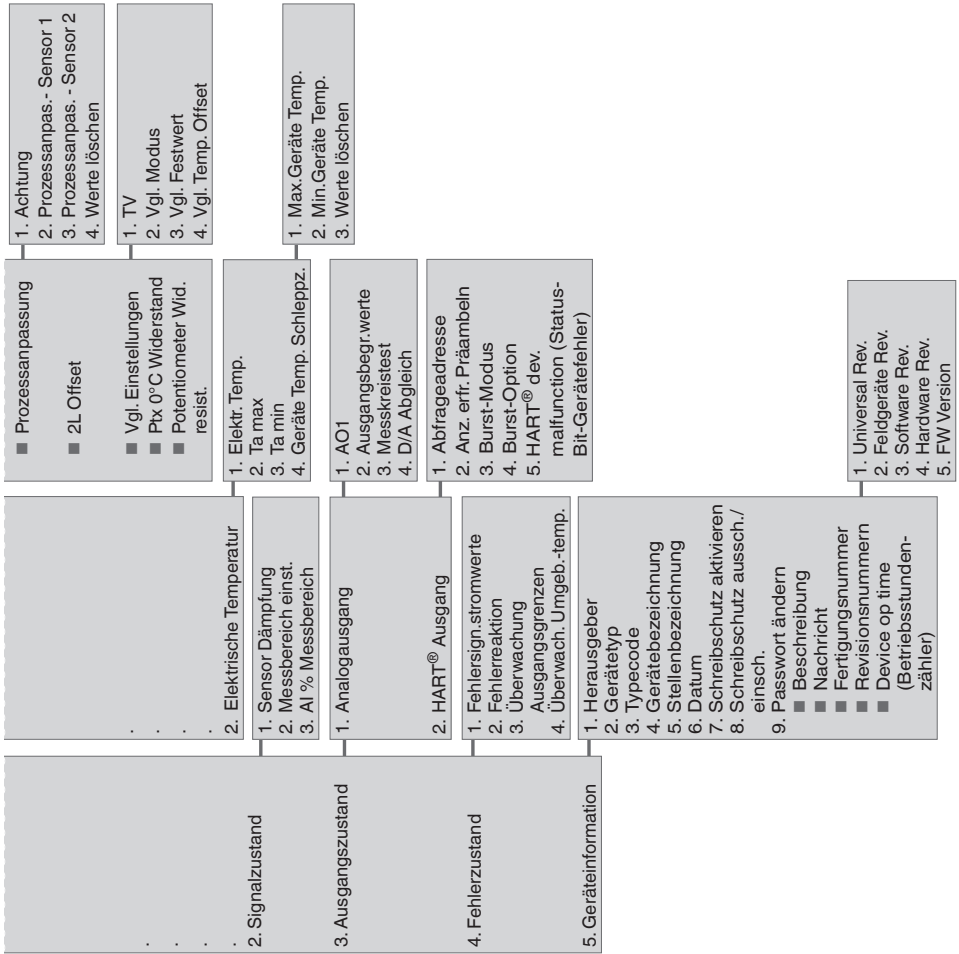 .
.
.
.
2. Signalzustand
3. Ausgangszustand
4. Fehlerzustand
5. Geräteinformation
.
.
.
.
2. Elektrische Temperatur
1. Sensor Dämpfung
2. Messbereich einst.
3. AI % Messbereich
1. Analogausgang
2. HART® Ausgang
1. Fehlersign.stromwerte
2. Fehlerreaktion
3. Überwachung
Ausgangsgrenzen
4. Überwach. Umgeb.-temp.
1. Herausgeber
2. Gerätetyp
3. Typecode
4. Gerätebezeichnung
5. Stellenbezeichnung
6. Datum
7. Schreibschutz aktivieren
8. Schreibschutz aussch./
einsch.
9. Passwort ändern
■ Beschreibung
■ Nachricht
■ Fertigungsnummer
■ Revisionsnummern
■ Device op time
(Betriebsstunden-
zähler)
■ Prozessanpassung
■ 2L Offset
■ Vgl. Einstellungen
■ Ptx 0°C Widerstand
■ Potentiometer Wid.
resist.
1. Elektr. Temp.
2. Ta max
3. Ta min
4. Geräte Temp. Schleppz.
1. AO1
2. Ausgangsbegr.werte
3. Messkreistest
4. D/A Abgleich
1. Abfrageadresse
2. Anz. erfr. Präambeln
3. Burst-Modus
4. Burst-Option
5. HART® dev.
malfunction (Status-
Bit-Gerätefehler)
1. Achtung
2. Prozessanpas.- Sensor 1
3. Prozessanpas. - Sensor 2
4. Werte löschen
1. TV
2. Vgl. Modus
3. Vgl. Festwert
4. Vgl. Temp. Offset
1. Max.Geräte Temp.
2. Min.Geräte Temp.
3. Werte löschen
1. Universal Rev.
2. Feldgeräte Rev.
3. Software Rev.
4. Hardware Rev.
5. FW Version